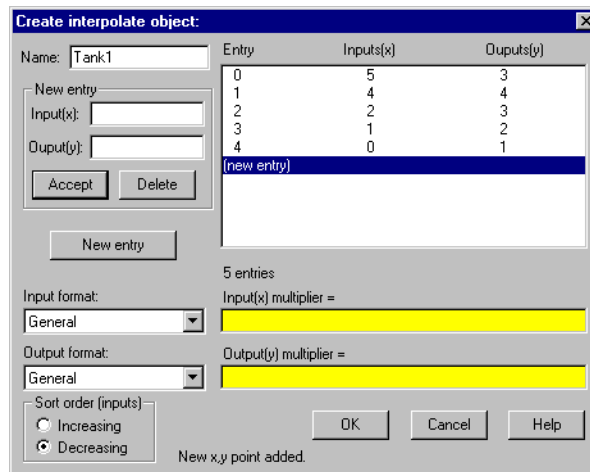 Create interpolate object:
Name: Tank1
New entry
Input(x):
Ouput(y):
Accept Delete
New entry
Entry Inputs(x) Ouputs(y)
0 5 3
1 4 4
2 2 3
3 1 2
4 0 1
(new entry)
5 entries
Input format:
General
Input(x) multiplier =
Output format:
General
Output(y) multiplier =
Sort order (inputs)
Increasing
Decreasing
OK Cancel Help
New x,y point added.